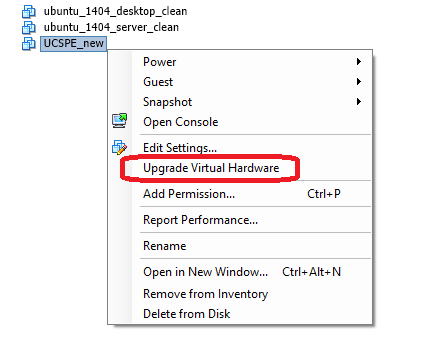 ubuntu_1404_desktop_clean
ubuntu_1404_server_clean
UCSPE_new
Power
Guest
Snapshot
Open Console
Edit Settings...
Upgrade Virtual Hardware
Add Permission... Ctrl+P
Report Performance...
Rename
Open in New Window... Ctrl+Alt+N
Remove from Inventory
Delete from Disk